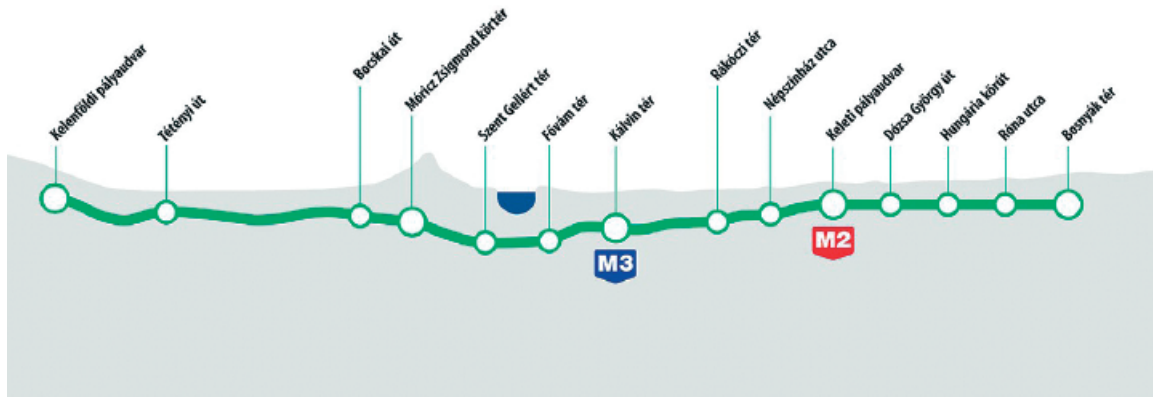 Kelenföldi pályaudvar
Tétényi út
Bocskai út
Móricz Zsigmond körtér
Szent Gellért tér
Fővám tér
Kálvin tér
Rákóczi tér
Népszínház utca
Keleti pályaudvar
Dózsa György út
Hungária körút
Róna utca
Bosnyák tér
M3
M2